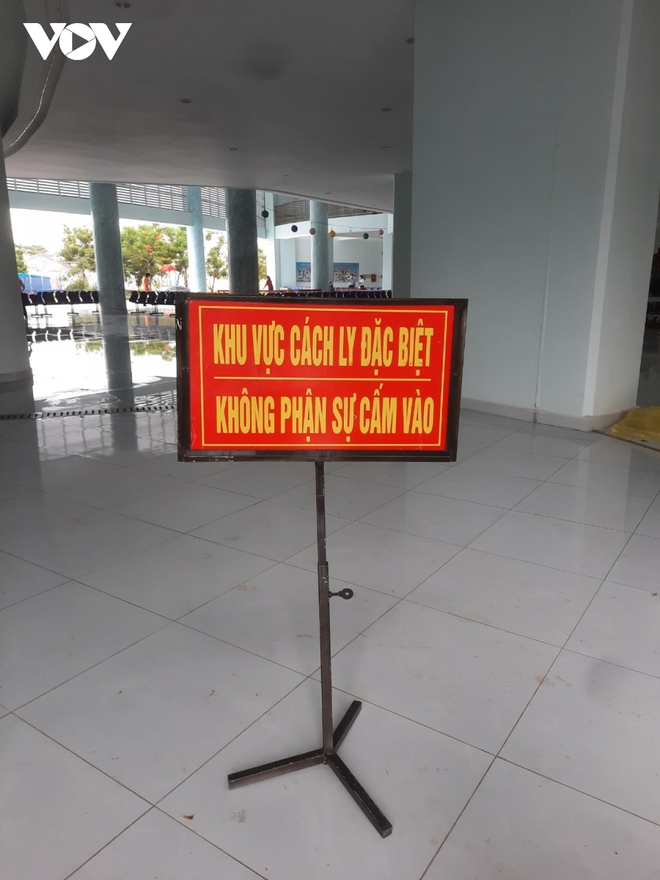 VOV
KHU VỰC CÁCH LY ĐẶC BIỆT
KHÔNG PHẬN SỰ CẤM VÀO